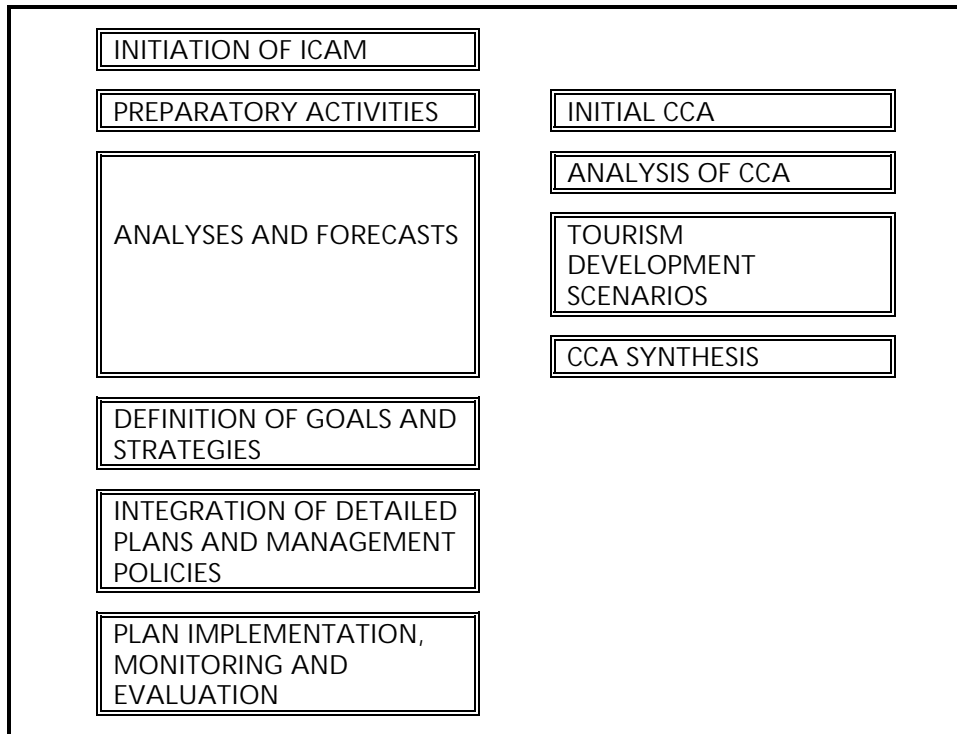 INITIATION OF ICAM
PREPARATORY ACTIVITIES
INITIAL CCA
ANALYSES AND FORECASTS
ANALYSIS OF CCA
TOURISM
DEVELOPMENT
SCENARIOS
CCA SYNTHESIS
DEFINITION OF GOALS AND
STRATEGIES
INTEGRATION OF DETAILED
PLANS AND MANAGEMENT
POLICIES
PLAN IMPLEMENTATION,
MONITORING AND
EVALUATION